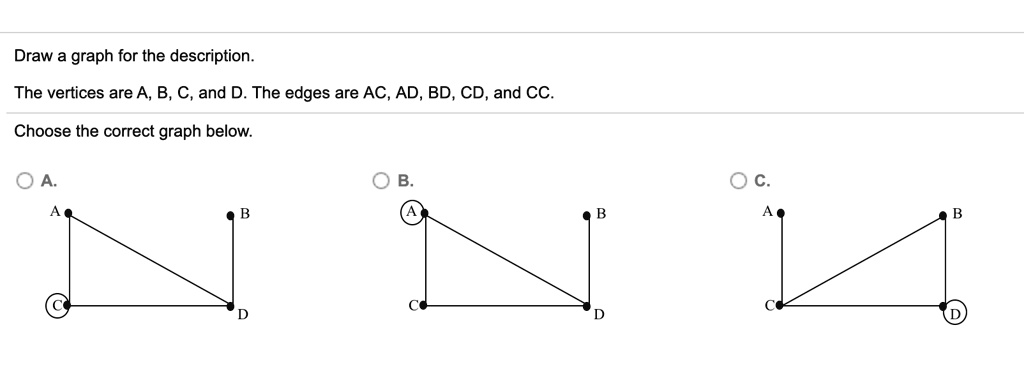 Draw a graph for the description.
The vertices are A, B, C, and D. The edges are AC, AD, BD, CD, and CC.
Choose the correct graph below.
A. B. C.
A B A B A B
C D C D C D